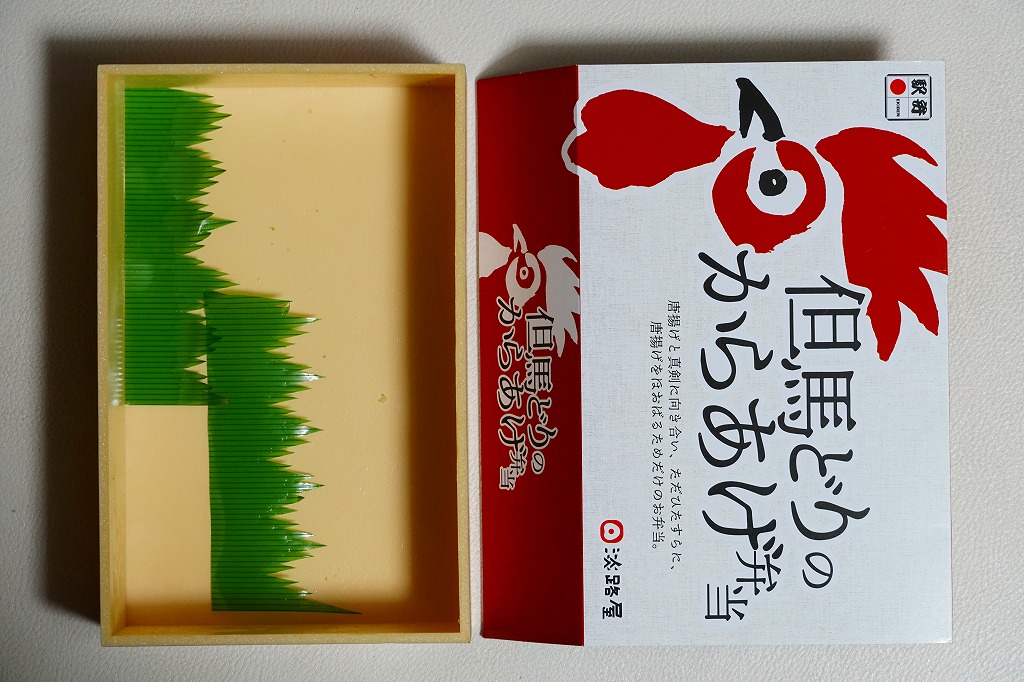 駅弁
EKIBEN
但馬どりの
からあげ弁当
唐揚げと真剣に向き合い、ただひたすらに、
唐揚げをほおばるためだけのお弁当。
淡路屋
但馬どりの
からあげ弁当